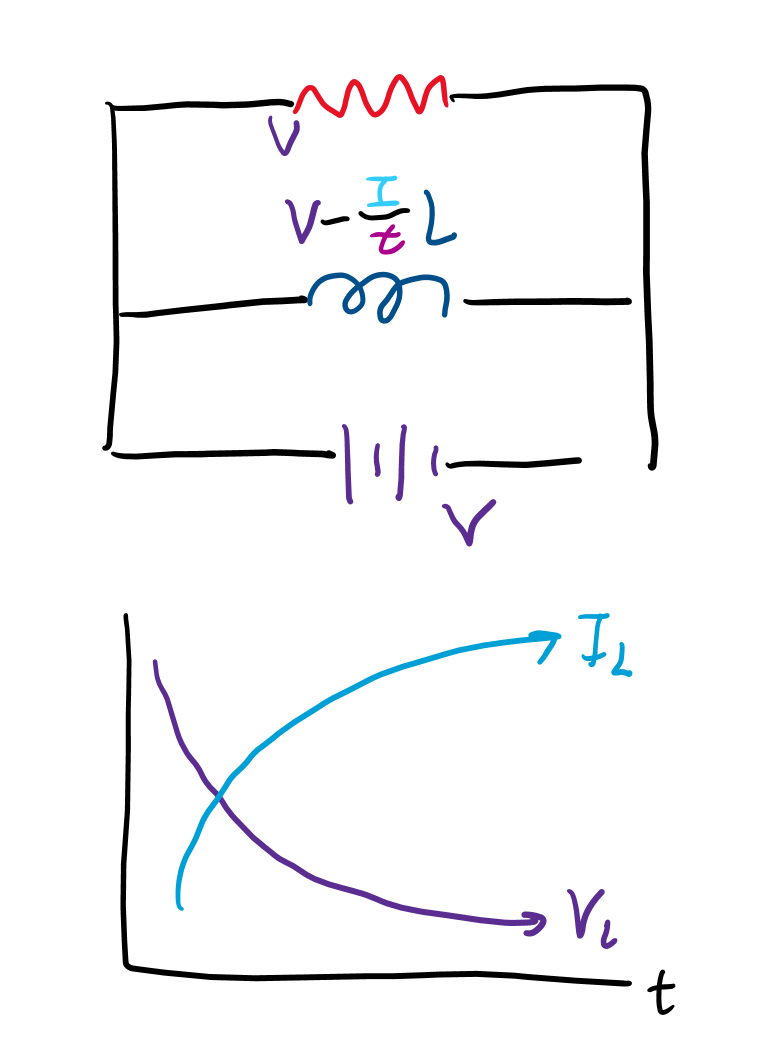 V
V - I/t L
V
I_L
V_L
t